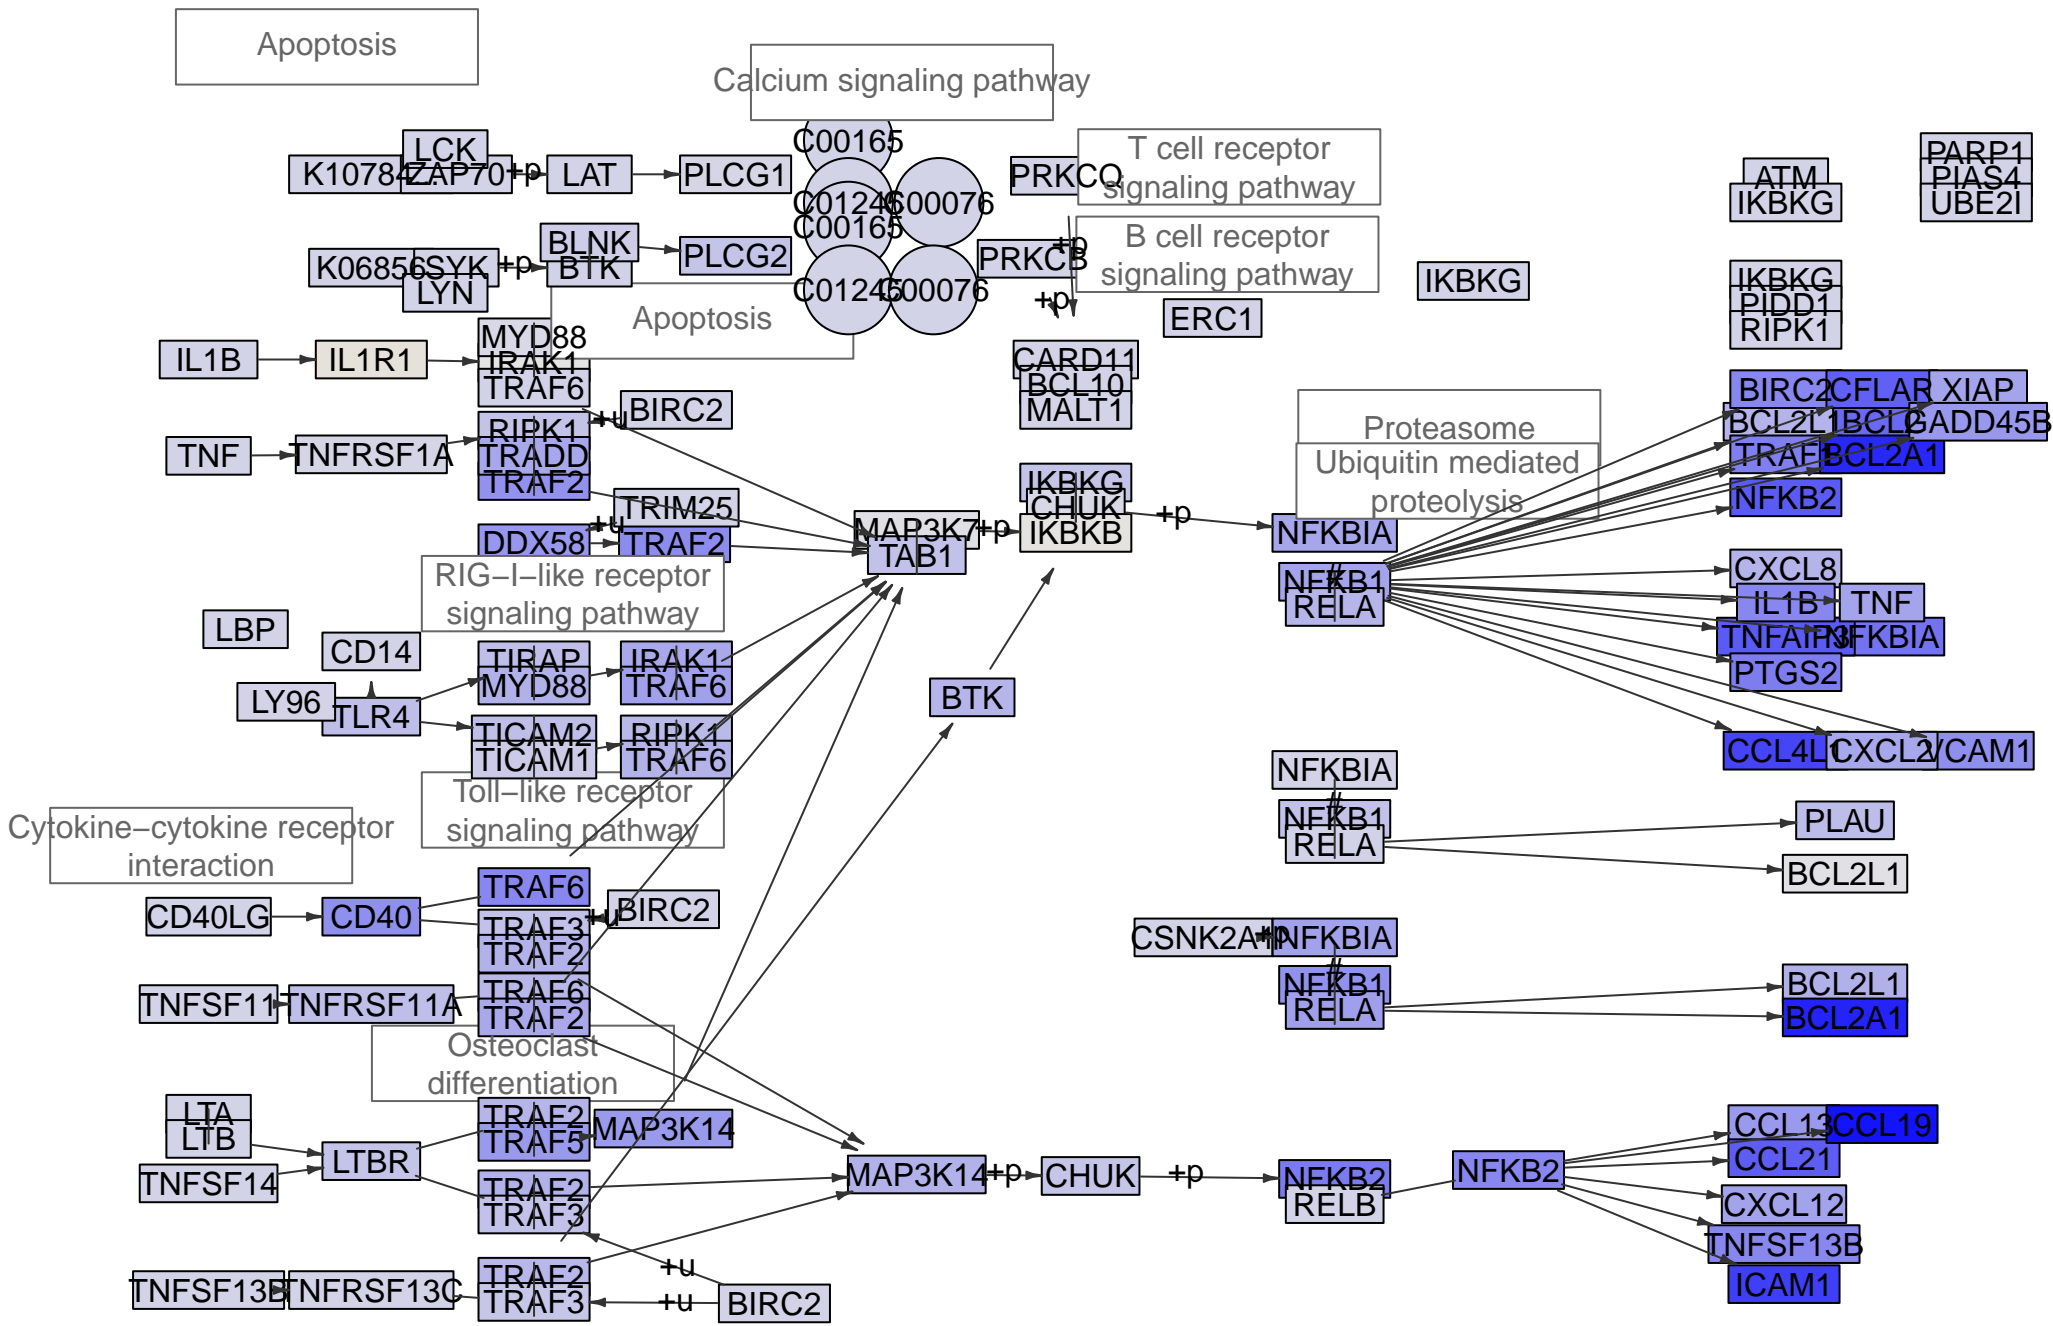 Apoptosis
Calcium signaling pathway
LCK
K10784
ZAP70
+p
LAT
PLCG1
C00165
C01246
C00076
C00165
PRKCQ
T cell receptor
signaling pathway
ATM
IKBKG
PARP1
PIAS4
UBE2I
BLNK
K06856
SYK
+p
BTK
LYN
PLCG2
C01246
C00076
PRKCB
+p
B cell receptor
signaling pathway
+p
ERC1
IKBKG
IKBKG
PIDD1
RIPK1
Apoptosis
IL1B
IL1R1
MYD88
IRAK1
TRAF6
CARD11
BCL10
MALT1
BIRC2
CFLAR
XIAP
BCL2L1
BCL2
GADD45B
TRAF1
BCL2A1
NFKB2
TNF
TNFRSF1A
RIPK1
TRADD
TRAF2
+u
BIRC2
Proteasome
Ubiquitin mediated
proteolysis
TRIM25
+u
DDX58
TRAF2
MAP3K7
TAB1
+p
IKBKG
CHUK
IKBKB
+p
NFKBIA
NFKB1
RELA
CXCL8
IL1B
TNF
TNFAIP3
NFKBIA
PTGS2
RIG−I−like receptor
signaling pathway
LBP
CD14
LY96
TLR4
TIRAP
MYD88
IRAK1
TRAF6
TICAM2
TICAM1
RIPK1
TRAF6
BTK
CCL4L1
CXCL2
VCAM1
Toll−like receptor
signaling pathway
NFKBIA
NFKB1
RELA
PLAU
BCL2L1
Cytokine−cytokine receptor
interaction
CD40LG
CD40
TRAF6
TRAF3
TRAF2
+u
BIRC2
CSNK2A1
+p
NFKBIA
NFKB1
RELA
BCL2L1
BCL2A1
TNFSF11
TNFRSF11A
TRAF6
TRAF2
Osteoclast
differentiation
LTA
LTB
TNFSF14
LTBR
TRAF2
TRAF5
MAP3K14
TRAF2
TRAF3
MAP3K14
+p
CHUK
+p
NFKB2
RELB
NFKB2
CCL13
CCL19
CCL21
CXCL12
TNFSF13B
ICAM1
TNFSF13B
TNFRSF13C
TRAF2
TRAF3
+u
+u
BIRC2